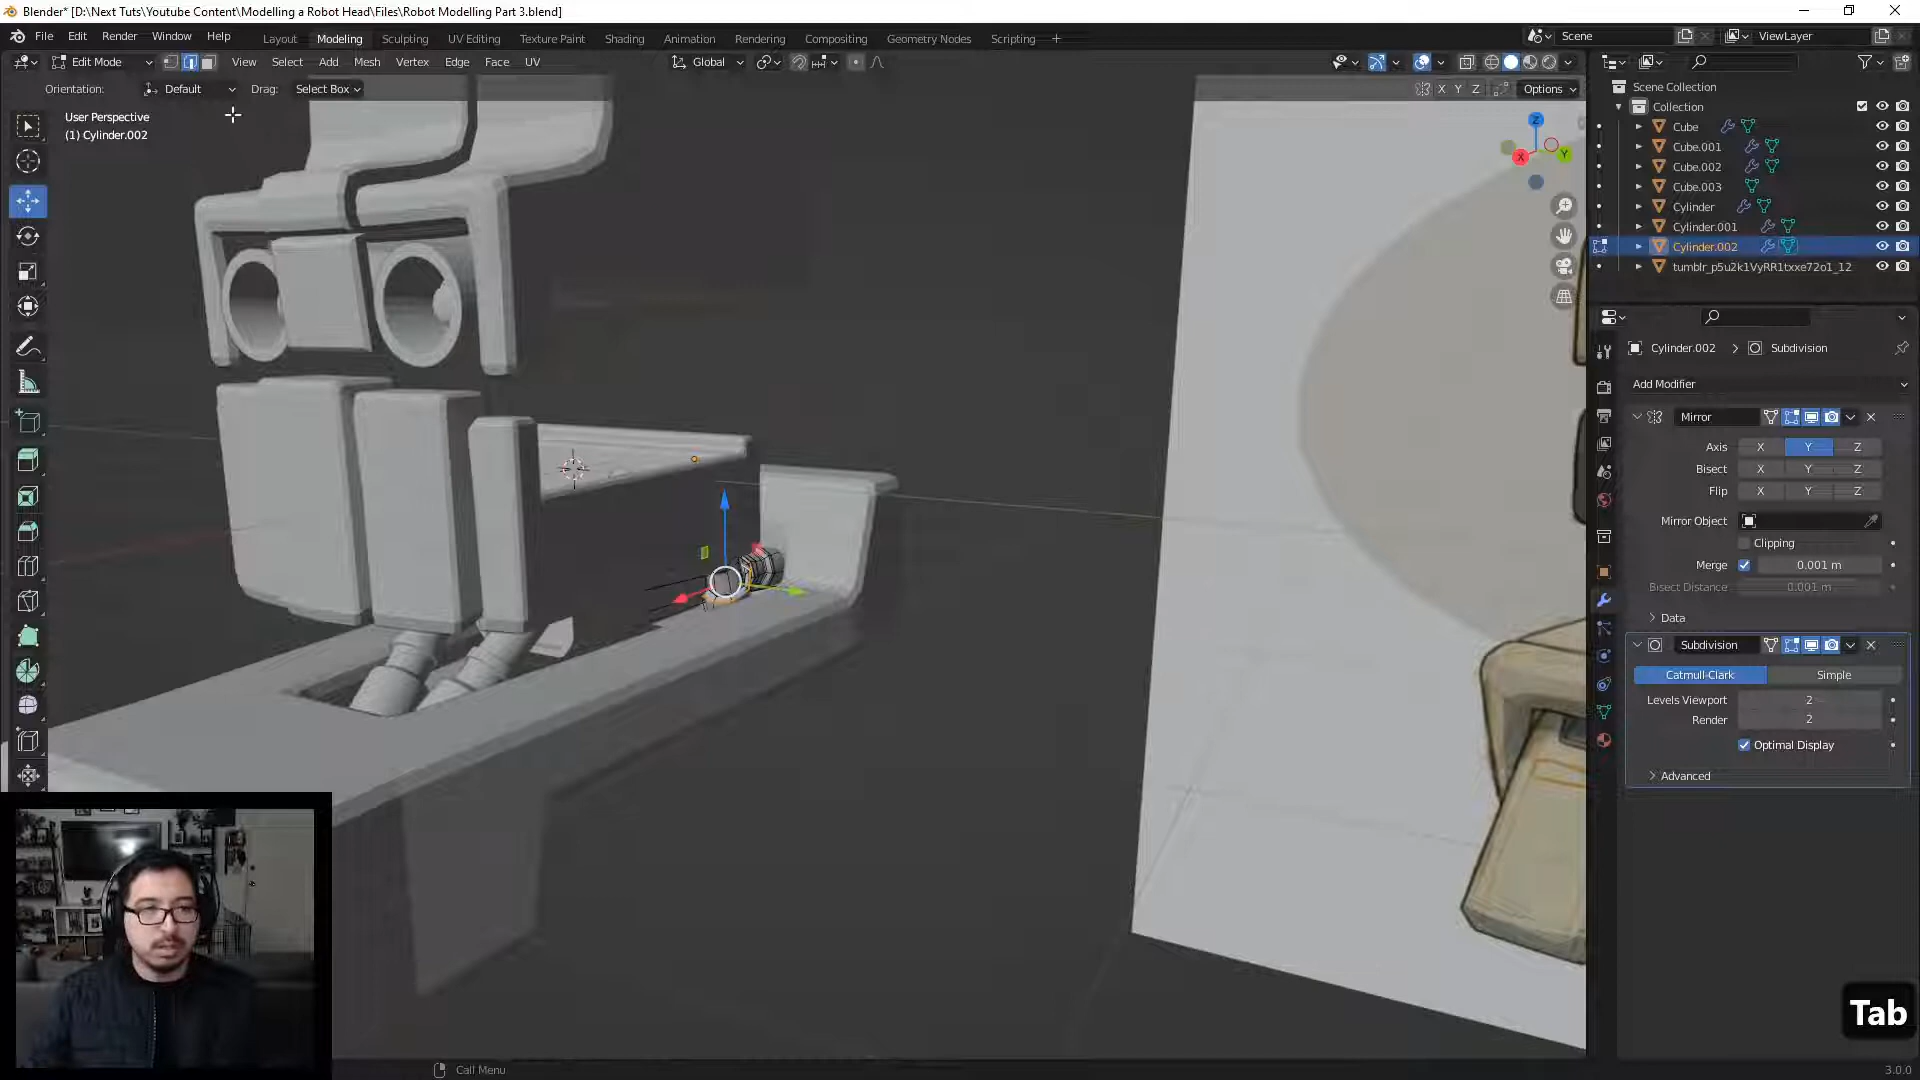 Blender* [D:\Next Tuts\Youtube Content\Modelling a Robot Head\Files\Robot Modelling Part 3.blend]
File Edit Render Window Help Layout Modeling Sculpting UV Editing Texture Paint Shading Animation Rendering Compositing Geometry Nodes Scripting + Scene ViewLayer
Edit Mode View Select Add Mesh Vertex Edge Face UV Global
Orientation: Default Drag: Select Box X Y Z Options
User Perspective
(1) Cylinder.002
Z
X
Y
Scene Collection
Collection
Cube
Cube.001
Cube.002
Cube.003
Cylinder
Cylinder.001
Cylinder.002
tumblr_p5u2k1VyRR1txxe72o1_12
Cylinder.002 > Subdivision
Add Modifier
Mirror
Axis X Y Z
Bisect X Y Z
Flip X Y Z
Mirror Object
Clipping
Merge 0.001 m
Bisect Distance 0.001 m
Data
Subdivision
Catmull-Clark Simple
Levels Viewport 2
Render 2
Optimal Display
Advanced
Tab
Call Menu
3.0.0